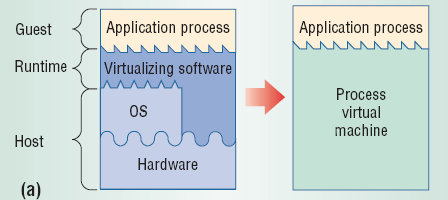 Guest
Application process
Runtime
Virtualizing software
OS
Host
Hardware
(a)
Application process
Process
virtual
machine